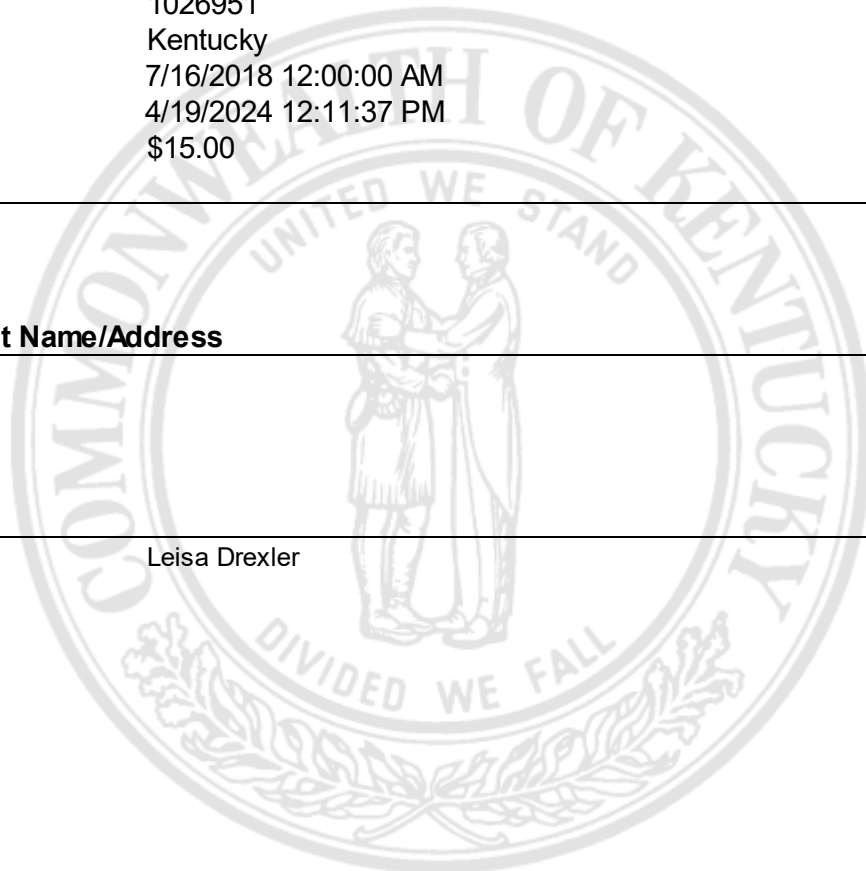 1026951
Kentucky
7/16/2018 12:00:00 AM
4/19/2024 12:11:37 PM
$15.00
COMMONWEALTH OF KENTUCKY
UNITED WE STAND
t Name/Address
Leisa Drexler
DIVIDED WE FALL